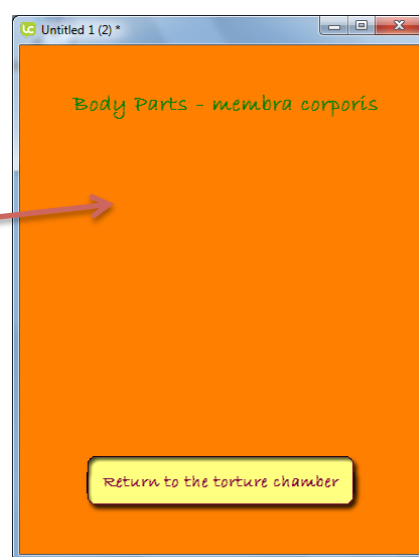 Untitled 1 (2) *
Body Parts - membra corporis
Return to the torture chamber